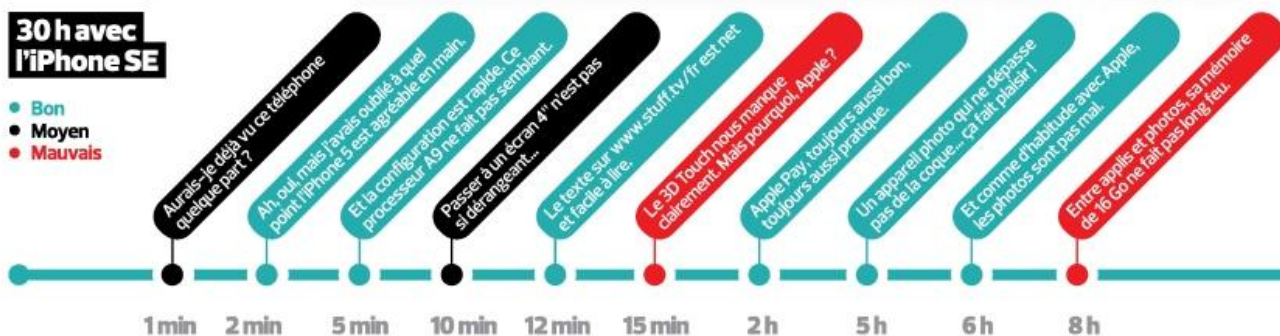 30 h avec
l'iPhone SE
Bon
Moyen
Mauvais
Aurais-je déjà vu ce téléphone
quelque part ?
Ah, oui, mais j'avais oublié à quel
point l'iPhone 5 est agréable en main.
Et la configuration est rapide. Ce
processeur A9 ne fait pas semblant.
Passer à un écran 4" n'est pas
si dérangeant...
Le texte sur www.stuff.tv/fr est net
et facile à lire.
Le 3D Touch nous manque
clairement. Mais pourquoi, Apple ?
Apple Pay, toujours aussi bon,
toujours aussi pratique.
Un appareil photo qui ne dépasse
pas de la coque... ça fait plaisir !
Et comme d'habitude avec Apple,
les photos sont pas mal.
Entre applis et photos, sa mémoire
de 16 Go ne fait pas long feu.
1 min
2 min
5 min
10 min
12 min
15 min
2 h
5 h
6 h
8 h